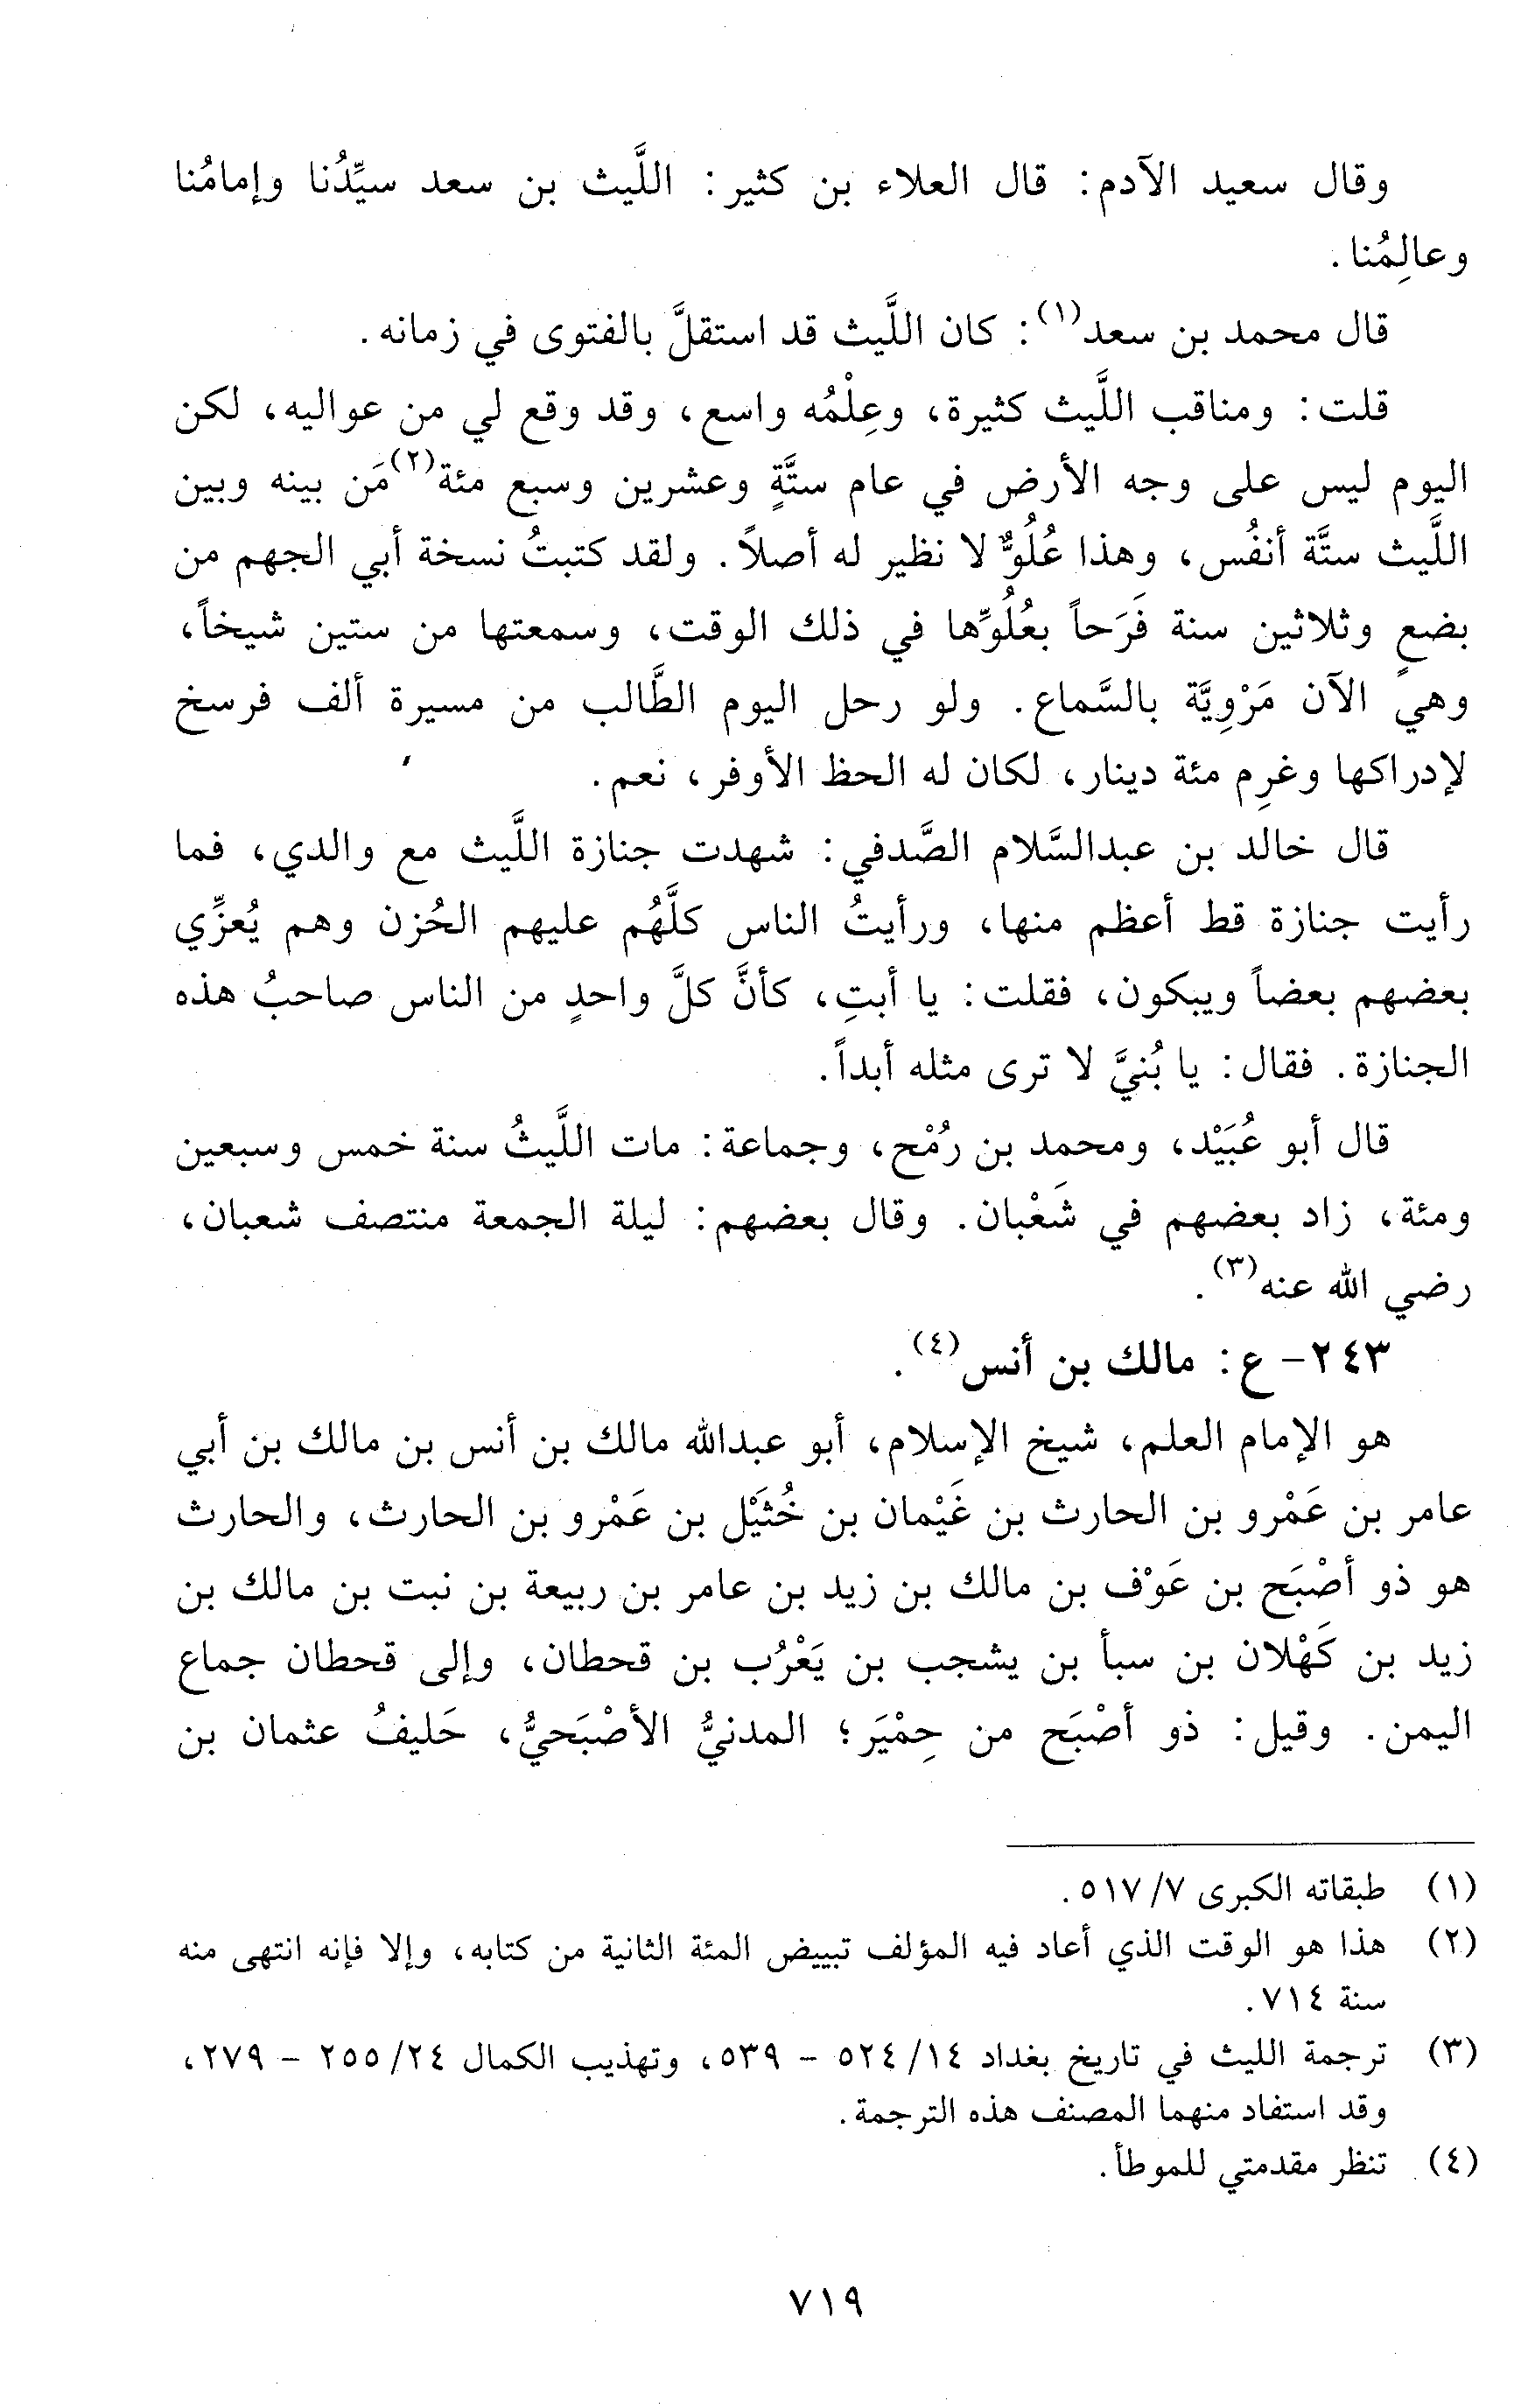 وقال سعيد الآدم: قال العلاء بن كثير: اللَّيث بن سعد سيِّدُنا وإمامُنا
وعالِمُنا.
قال محمد بن سعد(١): كان اللَّيث قد استقلَّ بالفتوى في زمانه.
قلت: ومناقب اللَّيث كثيرة، وعِلْمُه واسع، وقد وقع لي من عواليه، لكن
اليوم ليس على وجه الأرض في عام ستَّةٍ وعشرين وسبع مئة(٢) مَن بينه وبين
اللَّيث ستَّة أنفُس، وهذا عُلُوٌّ لا نظير له أصلاً. ولقد كتبتُ نسخة أبي الجهم من
بضعٍ وثلاثين سنة فَرَحاً بعُلُوِّها في ذلك الوقت، وسمعتها من ستين شيخاً،
وهي الآن مَرْوِيَّة بالسَّماع. ولو رحل اليوم الطَّالب من مسيرة ألف فرسخ
لإدراكها وغرِم مئة دينار، لكان له الحظ الأوفر، نعم.
قال خالد بن عبدالسَّلام الصَّدفي: شهدت جنازة اللَّيث مع والدي، فما
رأيت جنازة قط أعظم منها، ورأيتُ الناس كلَّهُم عليهم الحُزن وهم يُعزِّي
بعضهم بعضاً ويبكون، فقلت: يا أبتِ، كأنَّ كلَّ واحدٍ من الناس صاحبُ هذه
الجنازة. فقال: يا بُنيَّ لا ترى مثله أبداً.
قال أبو عُبَيْد، ومحمد بن رُمْح، وجماعة: مات اللَّيثُ سنة خمس وسبعين
ومئة، زاد بعضهم في شَعْبان. وقال بعضهم: ليلة الجمعة منتصف شعبان،
رضي الله عنه(٣).
٢٤٣- ع: مالك بن أنس(٤).
هو الإمام العلم، شيخ الإسلام، أبو عبدالله مالك بن أنس بن مالك بن أبي
عامر بن عَمْرو بن الحارث بن غَيْمان بن خُثَيْل بن عَمْرو بن الحارث، والحارث
هو ذو أصْبَح بن عَوْف بن مالك بن زيد بن عامر بن ربيعة بن نبت بن مالك بن
زيد بن كَهْلان بن سبأ بن يشجب بن يَعْرُب بن قحطان، وإلى قحطان جماع
اليمن. وقيل: ذو أصْبَح من حِمْيَر؛ المدنيُّ الأصْبَحيُّ، حَليفُ عثمان بن
(١) طبقاته الكبرى ٧/ ٥١٧.
(٢) هذا هو الوقت الذي أعاد فيه المؤلف تبييض المئة الثانية من كتابه، وإلا فإنه انتهى منه
سنة ٧١٤.
(٣) ترجمة الليث في تاريخ بغداد ١٤/ ٥٢٤ - ٥٣٩، وتهذيب الكمال ٢٤/ ٢٥٥ - ٢٧٩،
وقد استفاد منهما المصنف هذه الترجمة.
(٤) تنظر مقدمتي للموطأ.
٧١٩